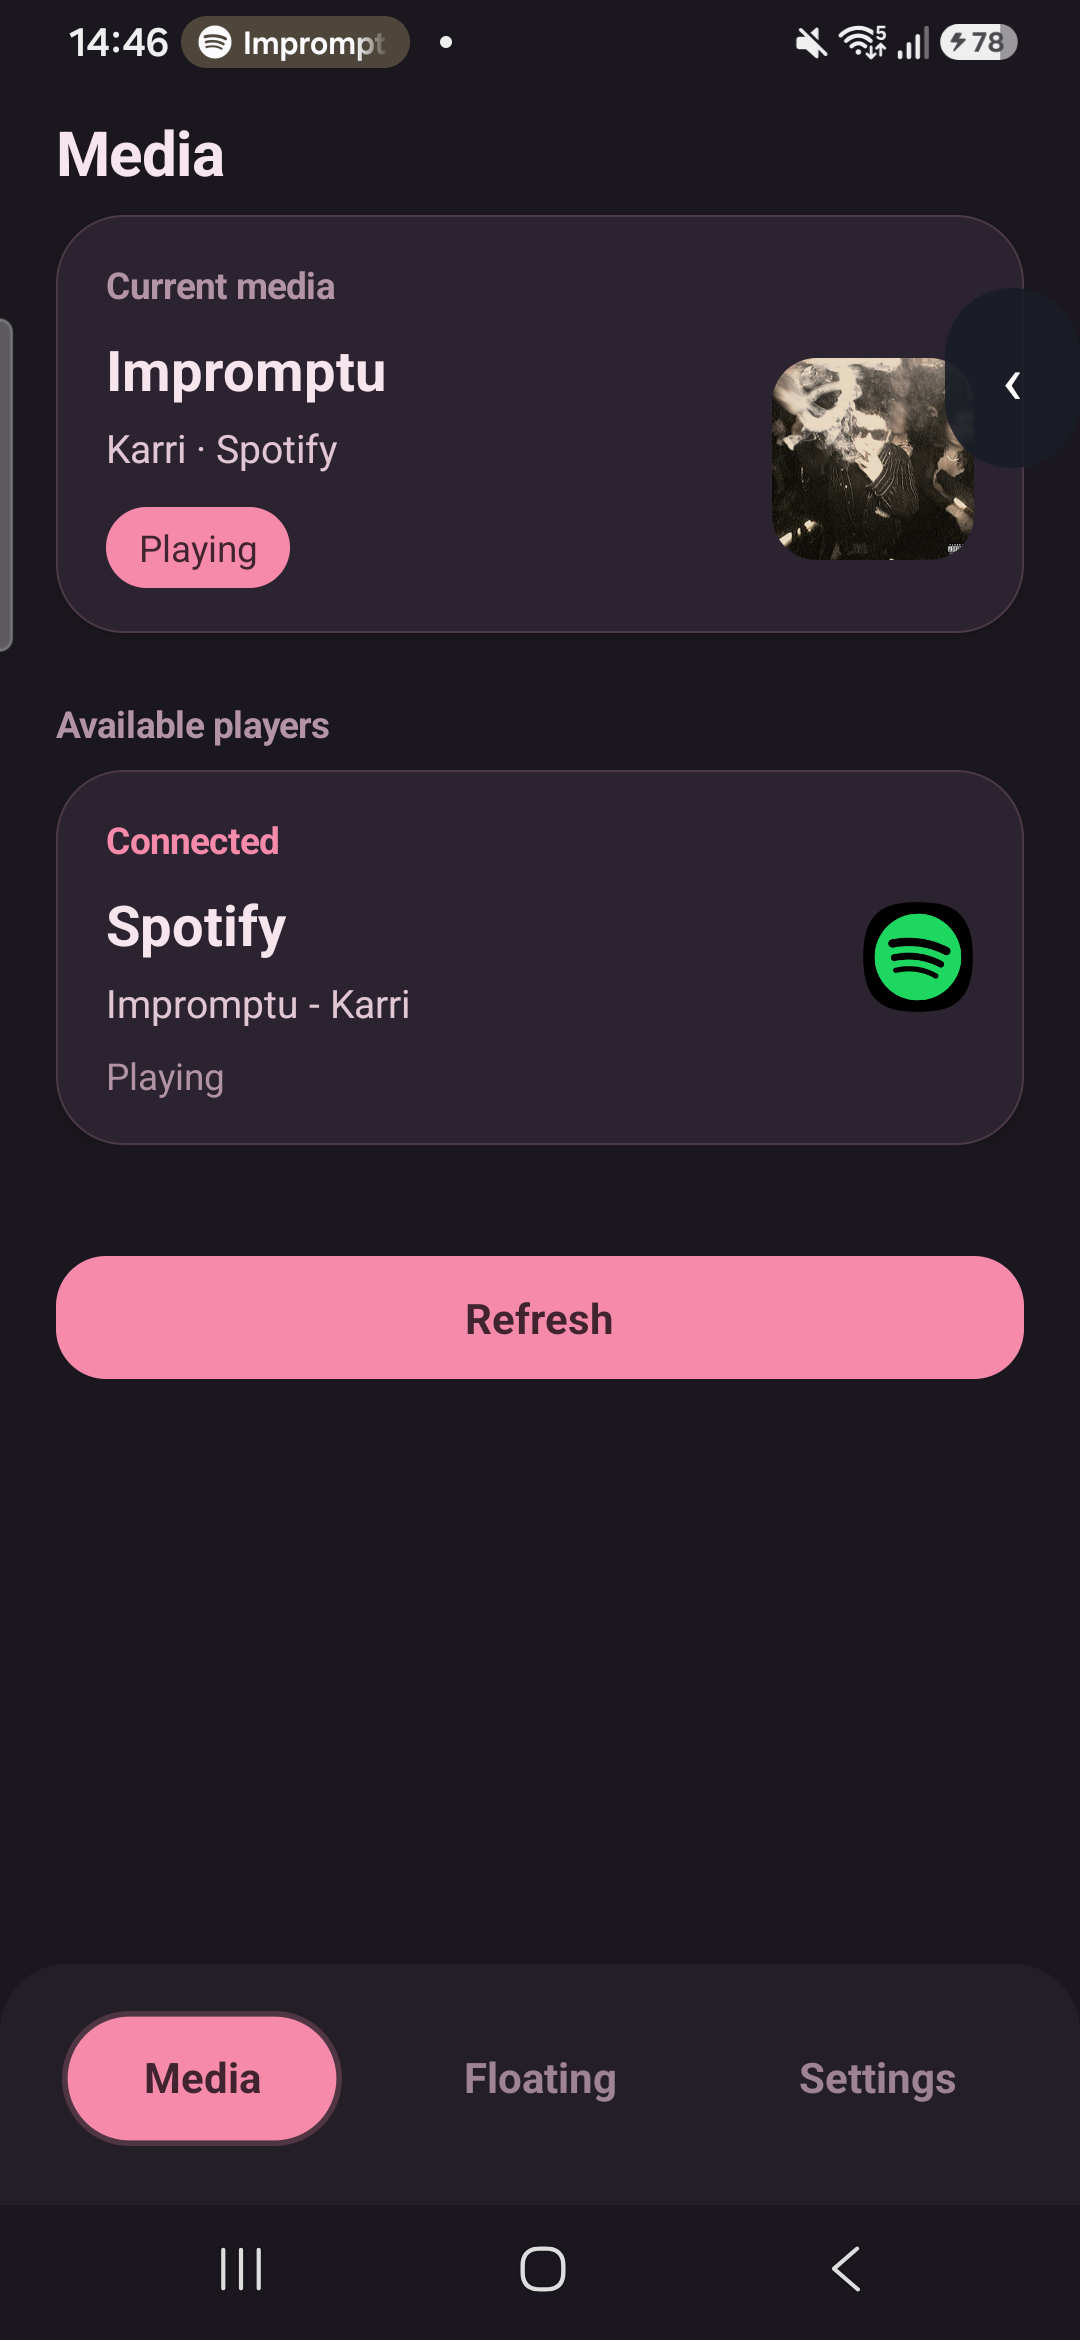 14:46 Imprompt 5 78
Media
Current media
Impromptu
Karri · Spotify
Playing
Available players
Connected
Spotify
Impromptu - Karri
Playing
Refresh
Media Floating Settings